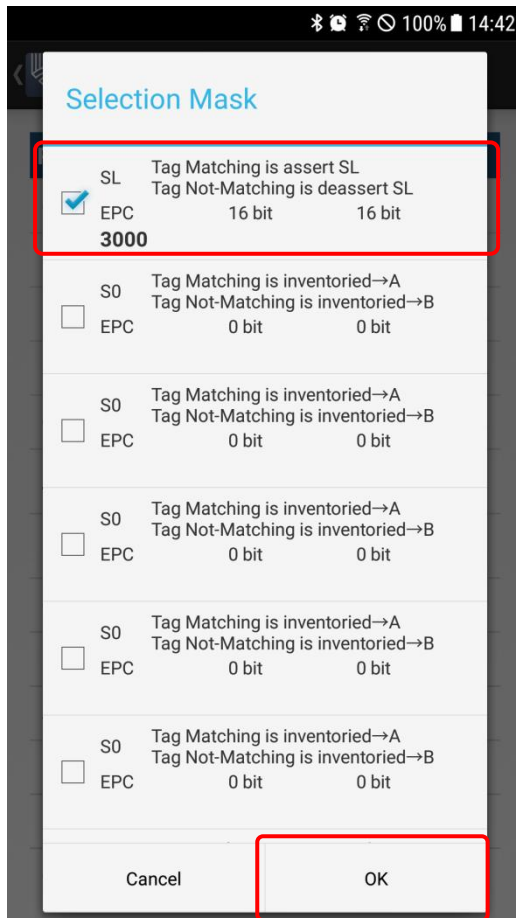 100% 14:42
Selection Mask
SL Tag Matching is assert SL
Tag Not-Matching is deassert SL
EPC 16 bit 16 bit
3000
S0 Tag Matching is inventoried→A
Tag Not-Matching is inventoried→B
EPC 0 bit 0 bit
S0 Tag Matching is inventoried→A
Tag Not-Matching is inventoried→B
EPC 0 bit 0 bit
S0 Tag Matching is inventoried→A
Tag Not-Matching is inventoried→B
EPC 0 bit 0 bit
S0 Tag Matching is inventoried→A
Tag Not-Matching is inventoried→B
EPC 0 bit 0 bit
S0 Tag Matching is inventoried→A
Tag Not-Matching is inventoried→B
EPC 0 bit 0 bit
Cancel OK